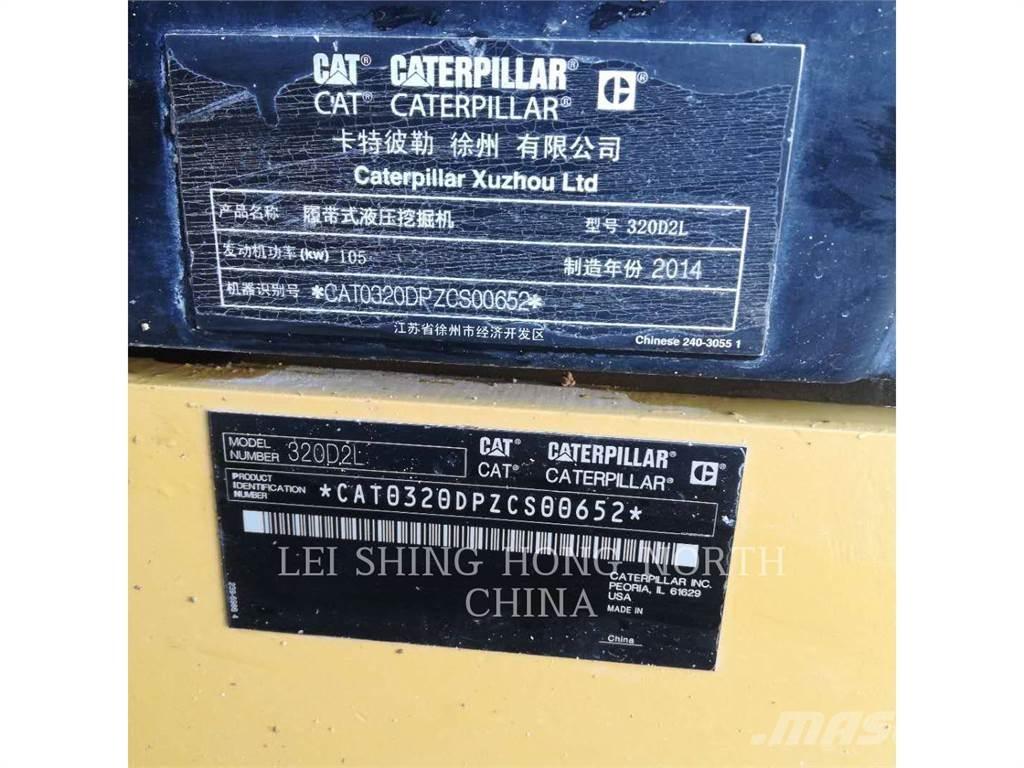 CAT® CATERPILLAR®
CAT® CATERPILLAR® C®
卡特彼勒 徐州 有限公司
Caterpillar Xuzhou Ltd
产品名称 履带式液压挖掘机 型号 320D2L
发动机功率(kw) 105 制造年份 2014
机器识别号 *CAT0320DPZCS00652*
江苏省徐州市经济开发区 Chinese 240-3055 1
MODEL NUMBER 320D2L
CAT® CATERPILLAR®
CAT® CATERPILLAR® C®
PRODUCT IDENTIFICATION NUMBER *CAT0320DPZCS00652*
LEI SHING HONG NORTH
CHINA
CATERPILLAR INC.
PEORIA, IL 61629
USA
MADE IN
China